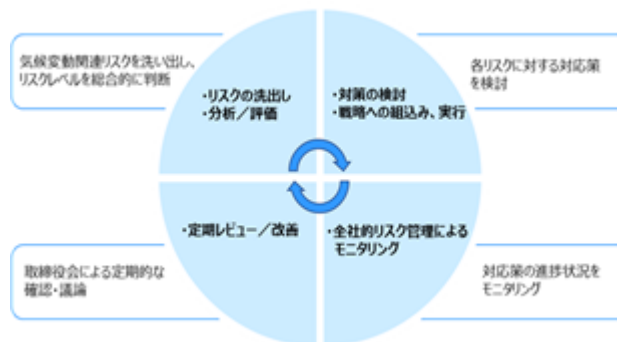 気候変動関連リスクを洗い出し、
リスクレベルを総合的に判断
・リスクの洗出し
・分析／評価
・対策の検討
・戦略への組込み、実行
各リスクに対する対応策
を検討
・定期レビュー／改善
・全社的リスク管理による
モニタリング
取締役会による定期的な
確認・議論
対応策の進捗状況を
モニタリング